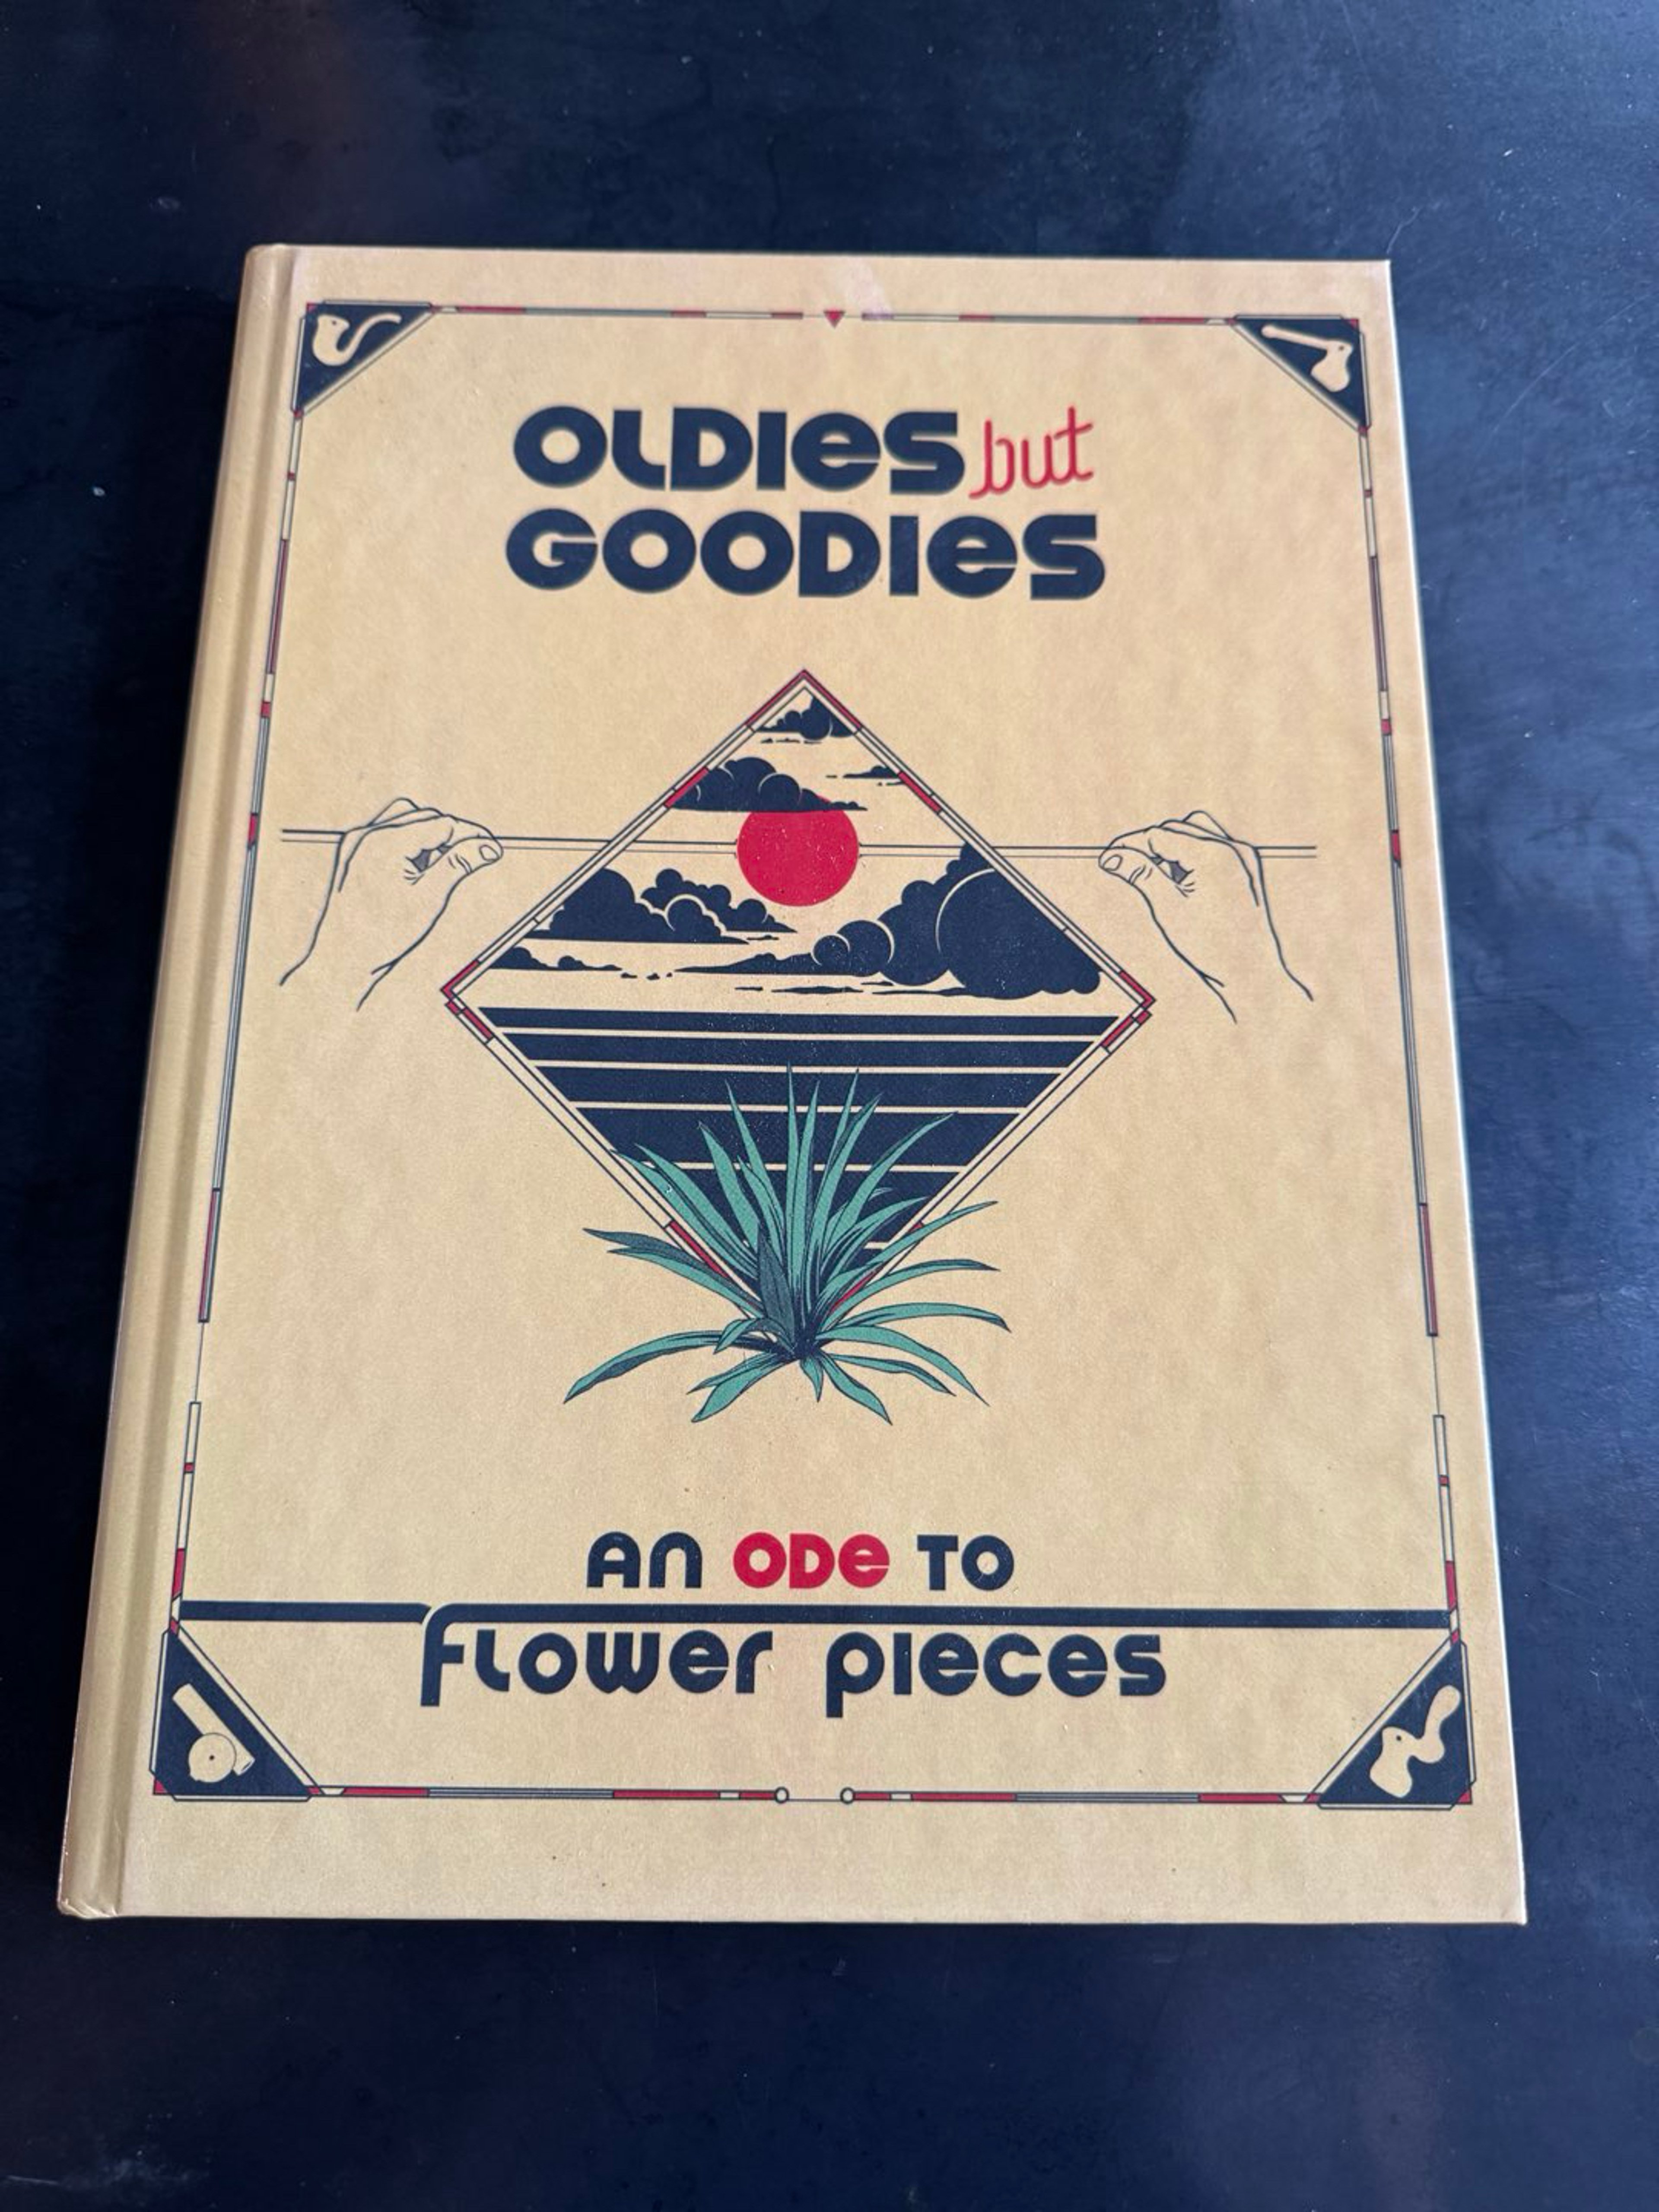 OLDIES but
GOODIES
AN ODE TO
FLOWER PIECES